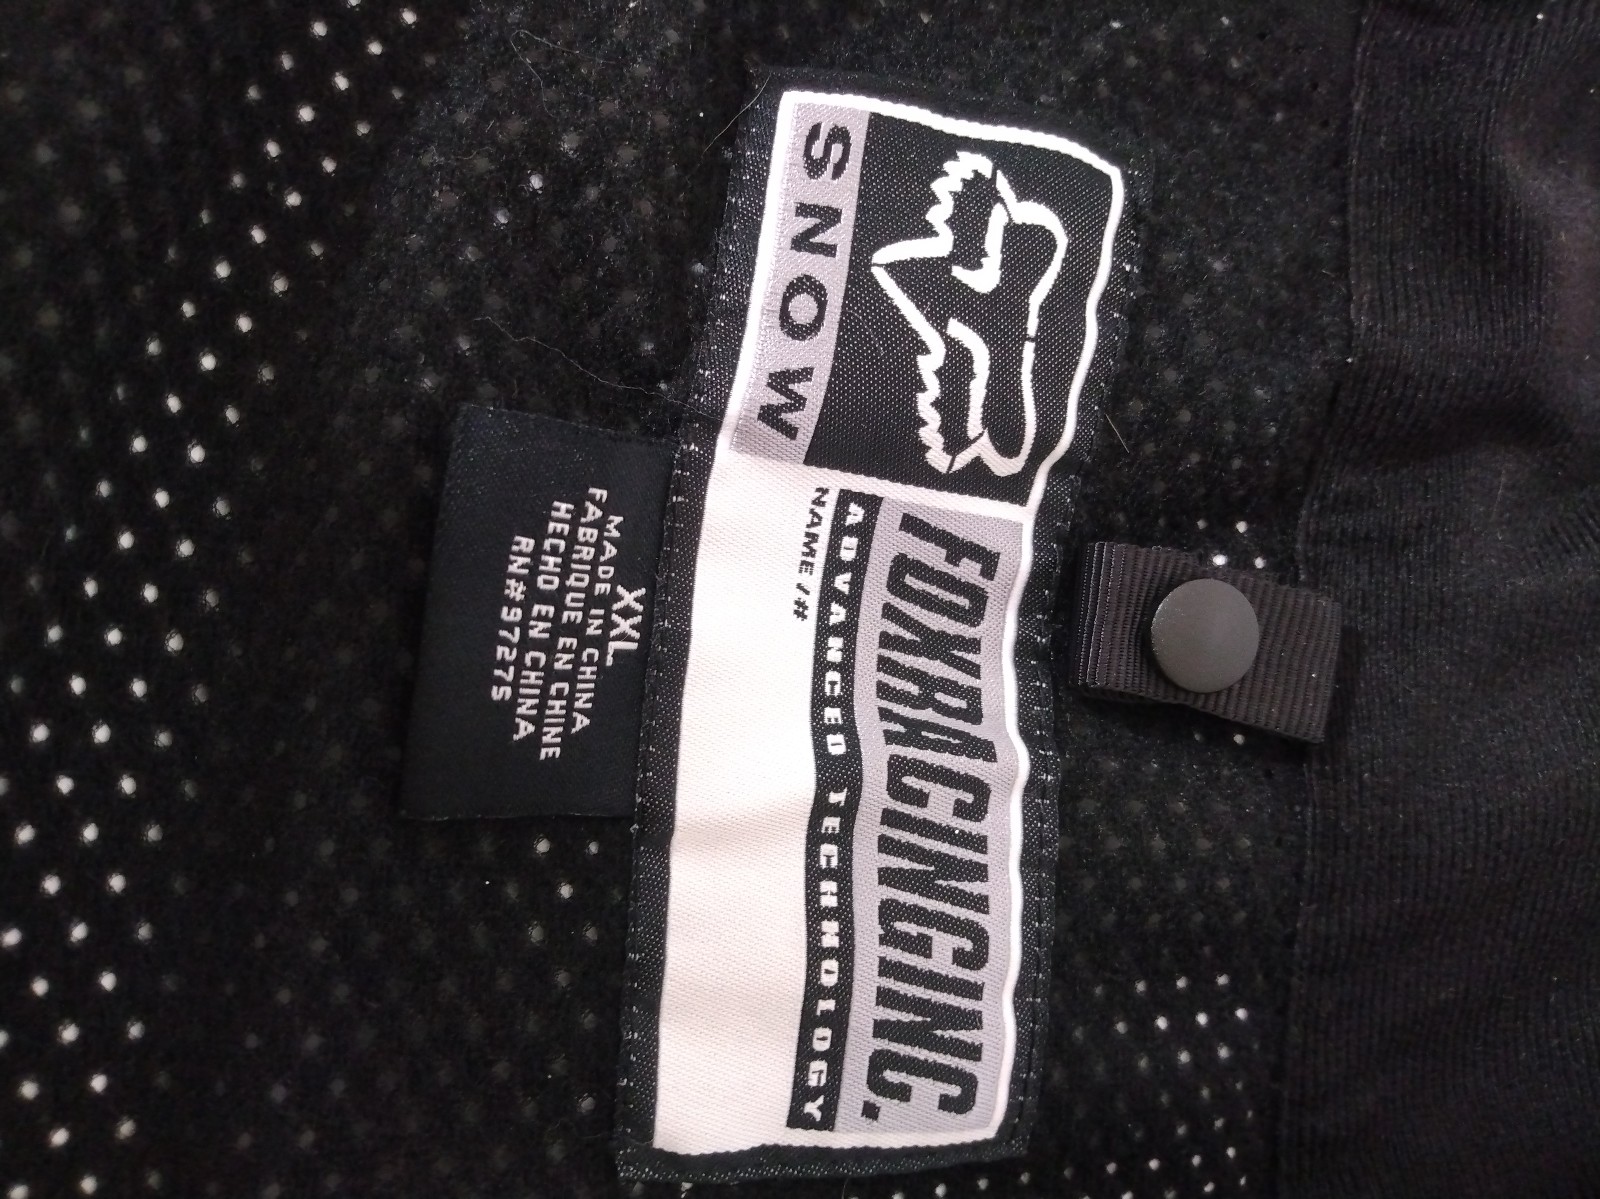 SNOW
FOXRACINGINC.
ADVANCED TECHNOLOGY
NAME/#
XXL
MADE IN CHINA
FABRIQUE EN CHINE
HECHO EN CHINA
RN#97275